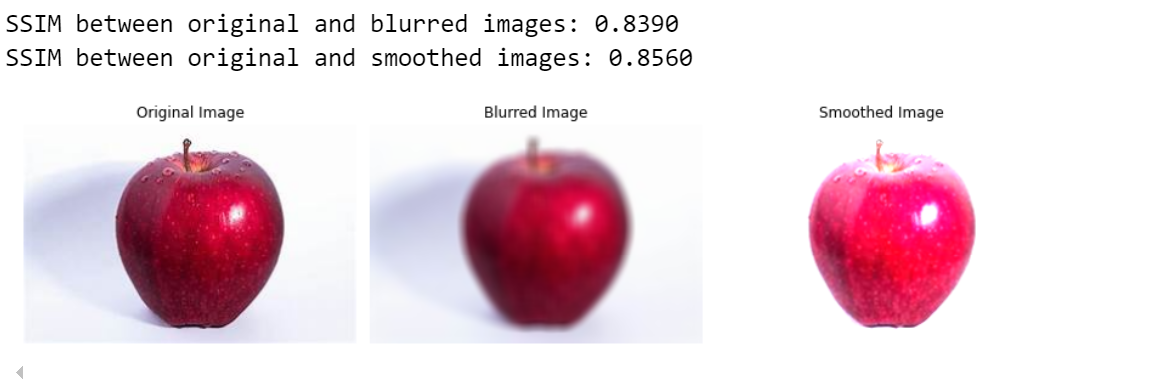 SSIM between original and blurred images: 0.8390
SSIM between original and smoothed images: 0.8560
Original Image
Blurred Image
Smoothed Image